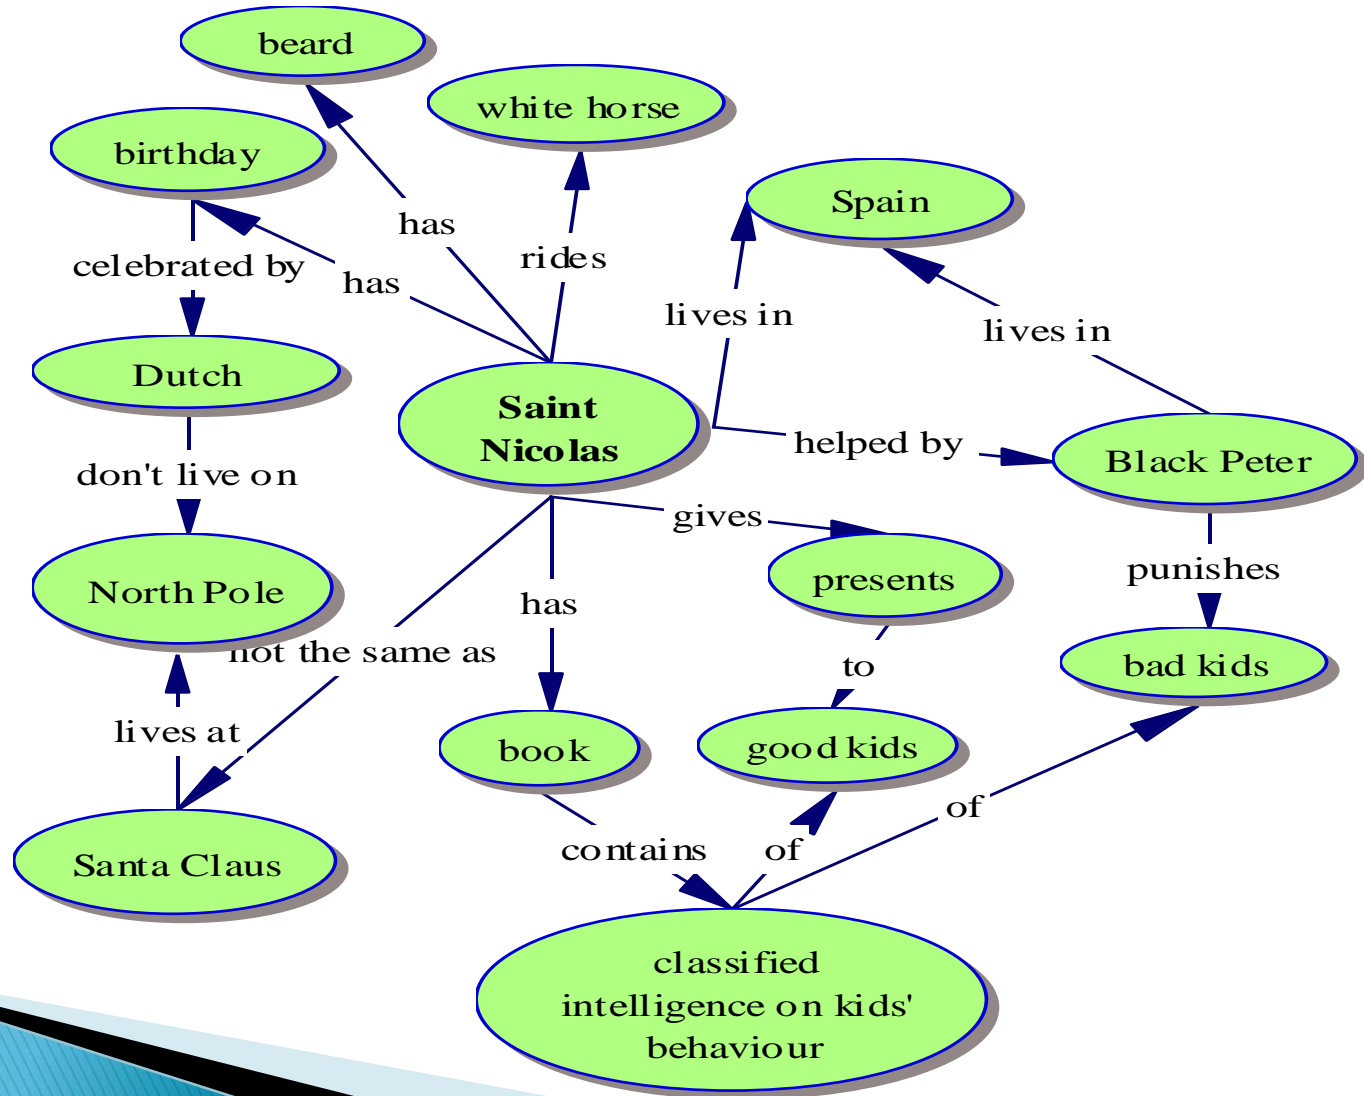 beard
white horse
birthday
Spain
has
celebrated by
rides
has
lives in
lives in
Dutch
Saint
Nicolas
helped by
Black Peter
don't live on
gives
presents
punishes
North Pole
has
not the same as
to
bad kids
lives at
book
good kids
of
contains
of
Santa Claus
classified
intelligence on kids'
behaviour